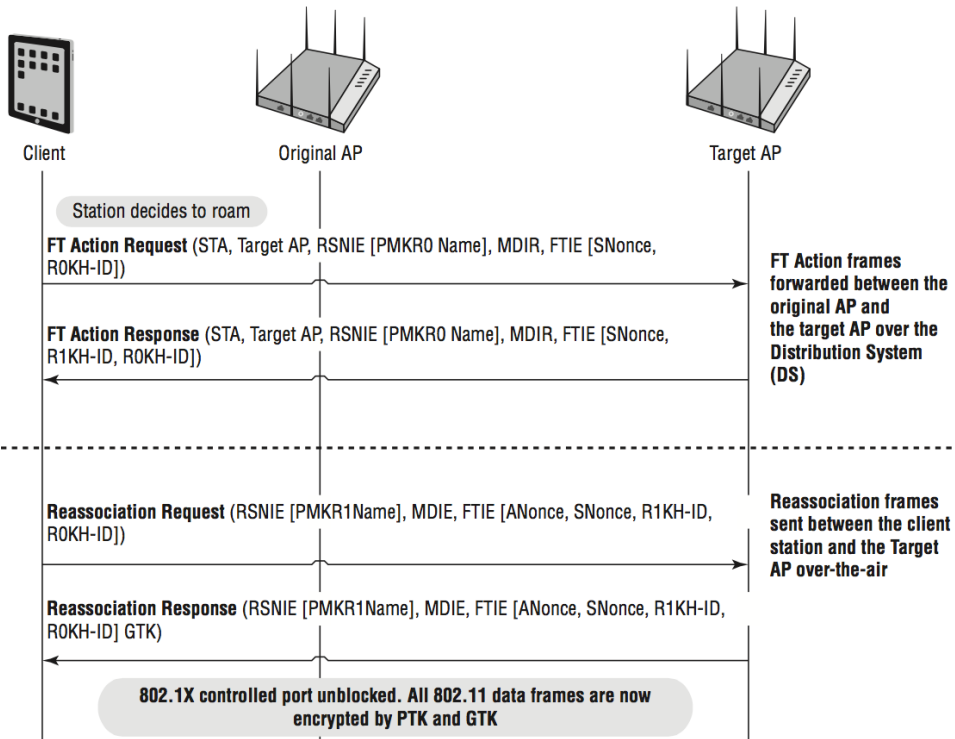 Client
Original AP
Target AP
Station decides to roam
FT Action Request (STA, Target AP, RSNIE [PMKR0 Name], MDIR, FTIE [SNonce,
R0KH-ID])
FT Action frames
forwarded between the
original AP and
the target AP over the
Distribution System
(DS)
FT Action Response (STA, Target AP, RSNIE [PMKR0 Name], MDIR, FTIE [SNonce,
R1KH-ID, R0KH-ID])
Reassociation Request (RSNIE [PMKR1Name], MDIE, FTIE [ANonce, SNonce, R1KH-ID,
R0KH-ID])
Reassociation frames
sent between the client
station and the Target
AP over-the-air
Reassociation Response (RSNIE [PMKR1Name], MDIE, FTIE [ANonce, SNonce, R1KH-ID,
R0KH-ID] GTK)
802.1X controlled port unblocked. All 802.11 data frames are now
encrypted by PTK and GTK